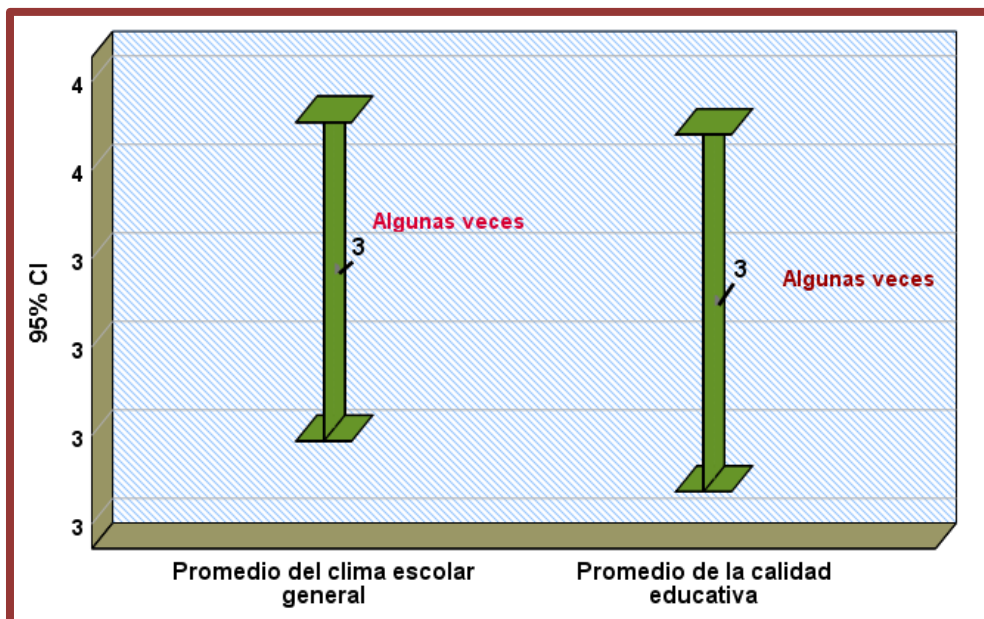 4
4
3
3
3
3
95% CI
Algunas veces
3
3
Algunas veces
Promedio del clima escolar
general
Promedio de la calidad
educativa